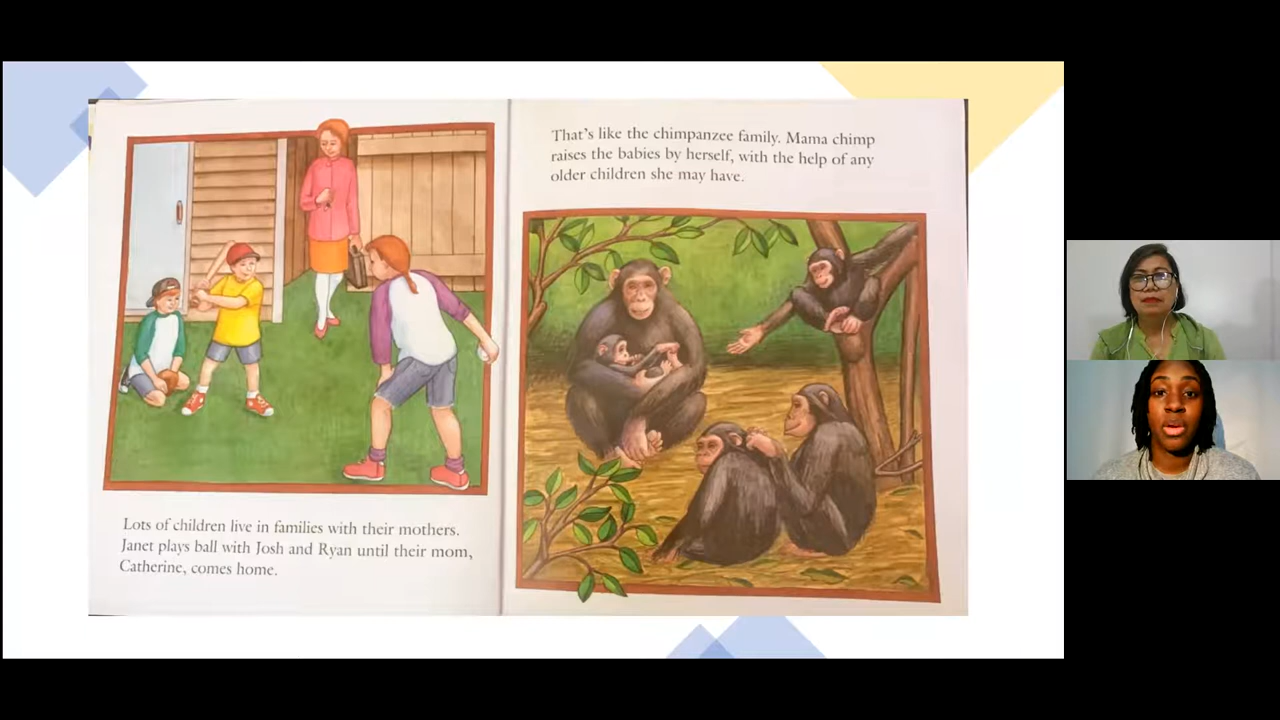 Lots of children live in families with their mothers.
Janet plays ball with Josh and Ryan until their mom,
Catherine, comes home.
That's like the chimpanzee family. Mama chimp
raises the babies by herself, with the help of any
older children she may have.